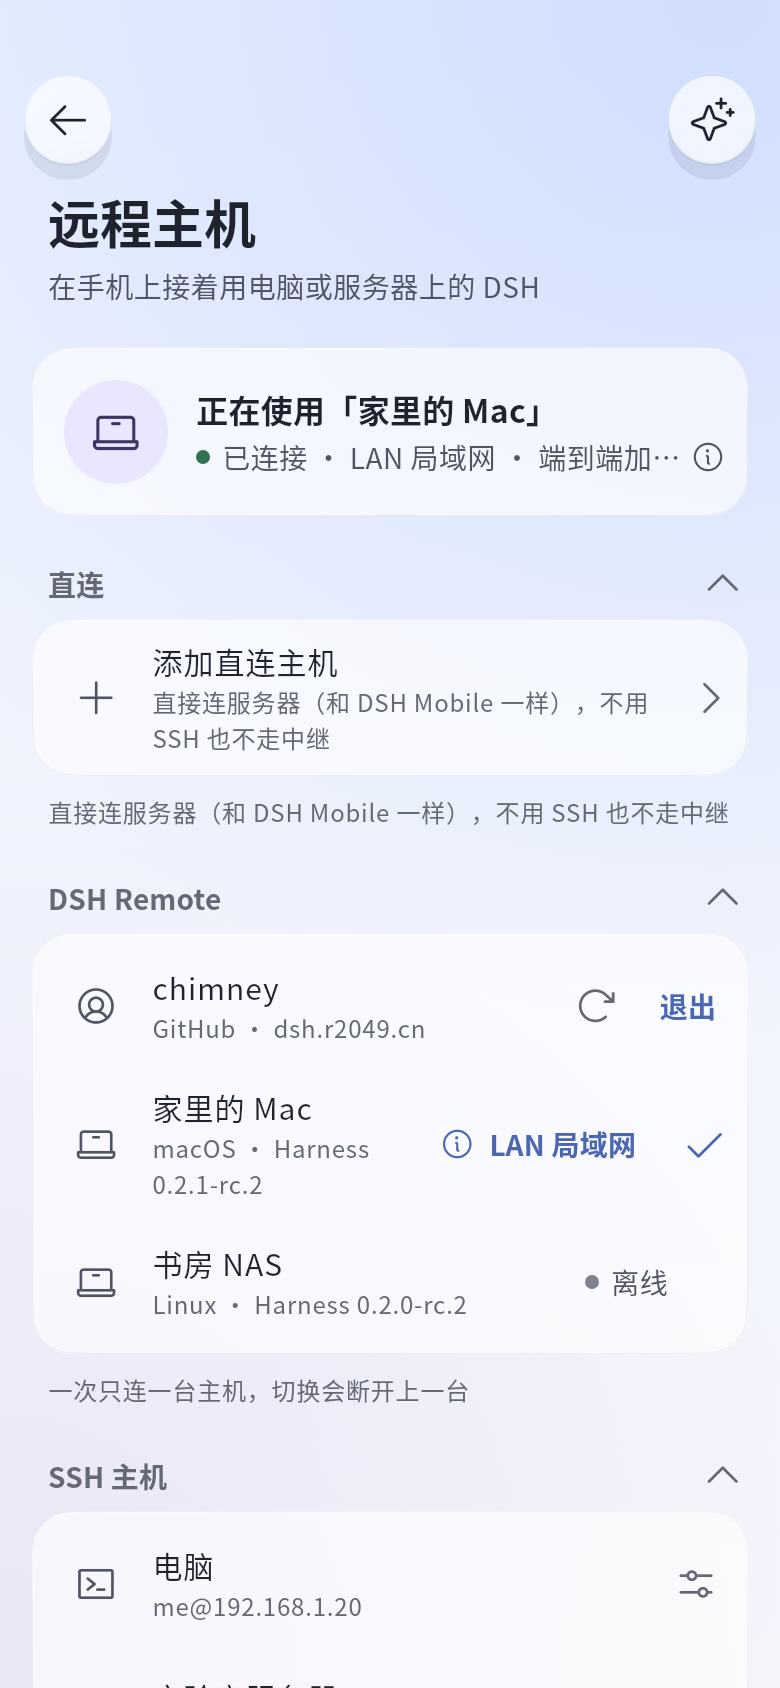 远程主机
在手机上接着用电脑或服务器上的 DSH
正在使用「家里的 Mac」
已连接 · LAN 局域网 · 端到端加…
直连
添加直连主机
直接连服务器（和 DSH Mobile 一样），不用
SSH 也不走中继
直接连服务器（和 DSH Mobile 一样），不用 SSH 也不走中继
DSH Remote
chimney
GitHub · dsh.r2049.cn
退出
家里的 Mac
macOS · Harness
0.2.1-rc.2
LAN 局域网
书房 NAS
Linux · Harness 0.2.0-rc.2
离线
一次只连一台主机，切换会断开上一台
SSH 主机
电脑
me@192.168.1.20